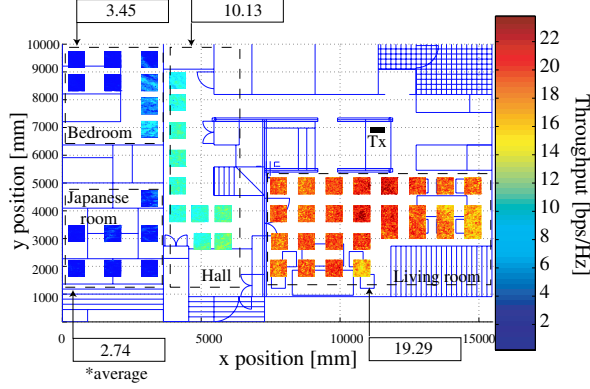 3.45
10.13
10000
9000
8000
7000
6000
5000
4000
3000
2000
1000
y position [mm]
Bedroom
Tx
Japanese
room
Hall
Living room
0
5000
10000
15000
x position [mm]
2.74
*average
19.29
22
20
18
16
14
12
10
8
6
4
2
Throughput [bps/Hz]